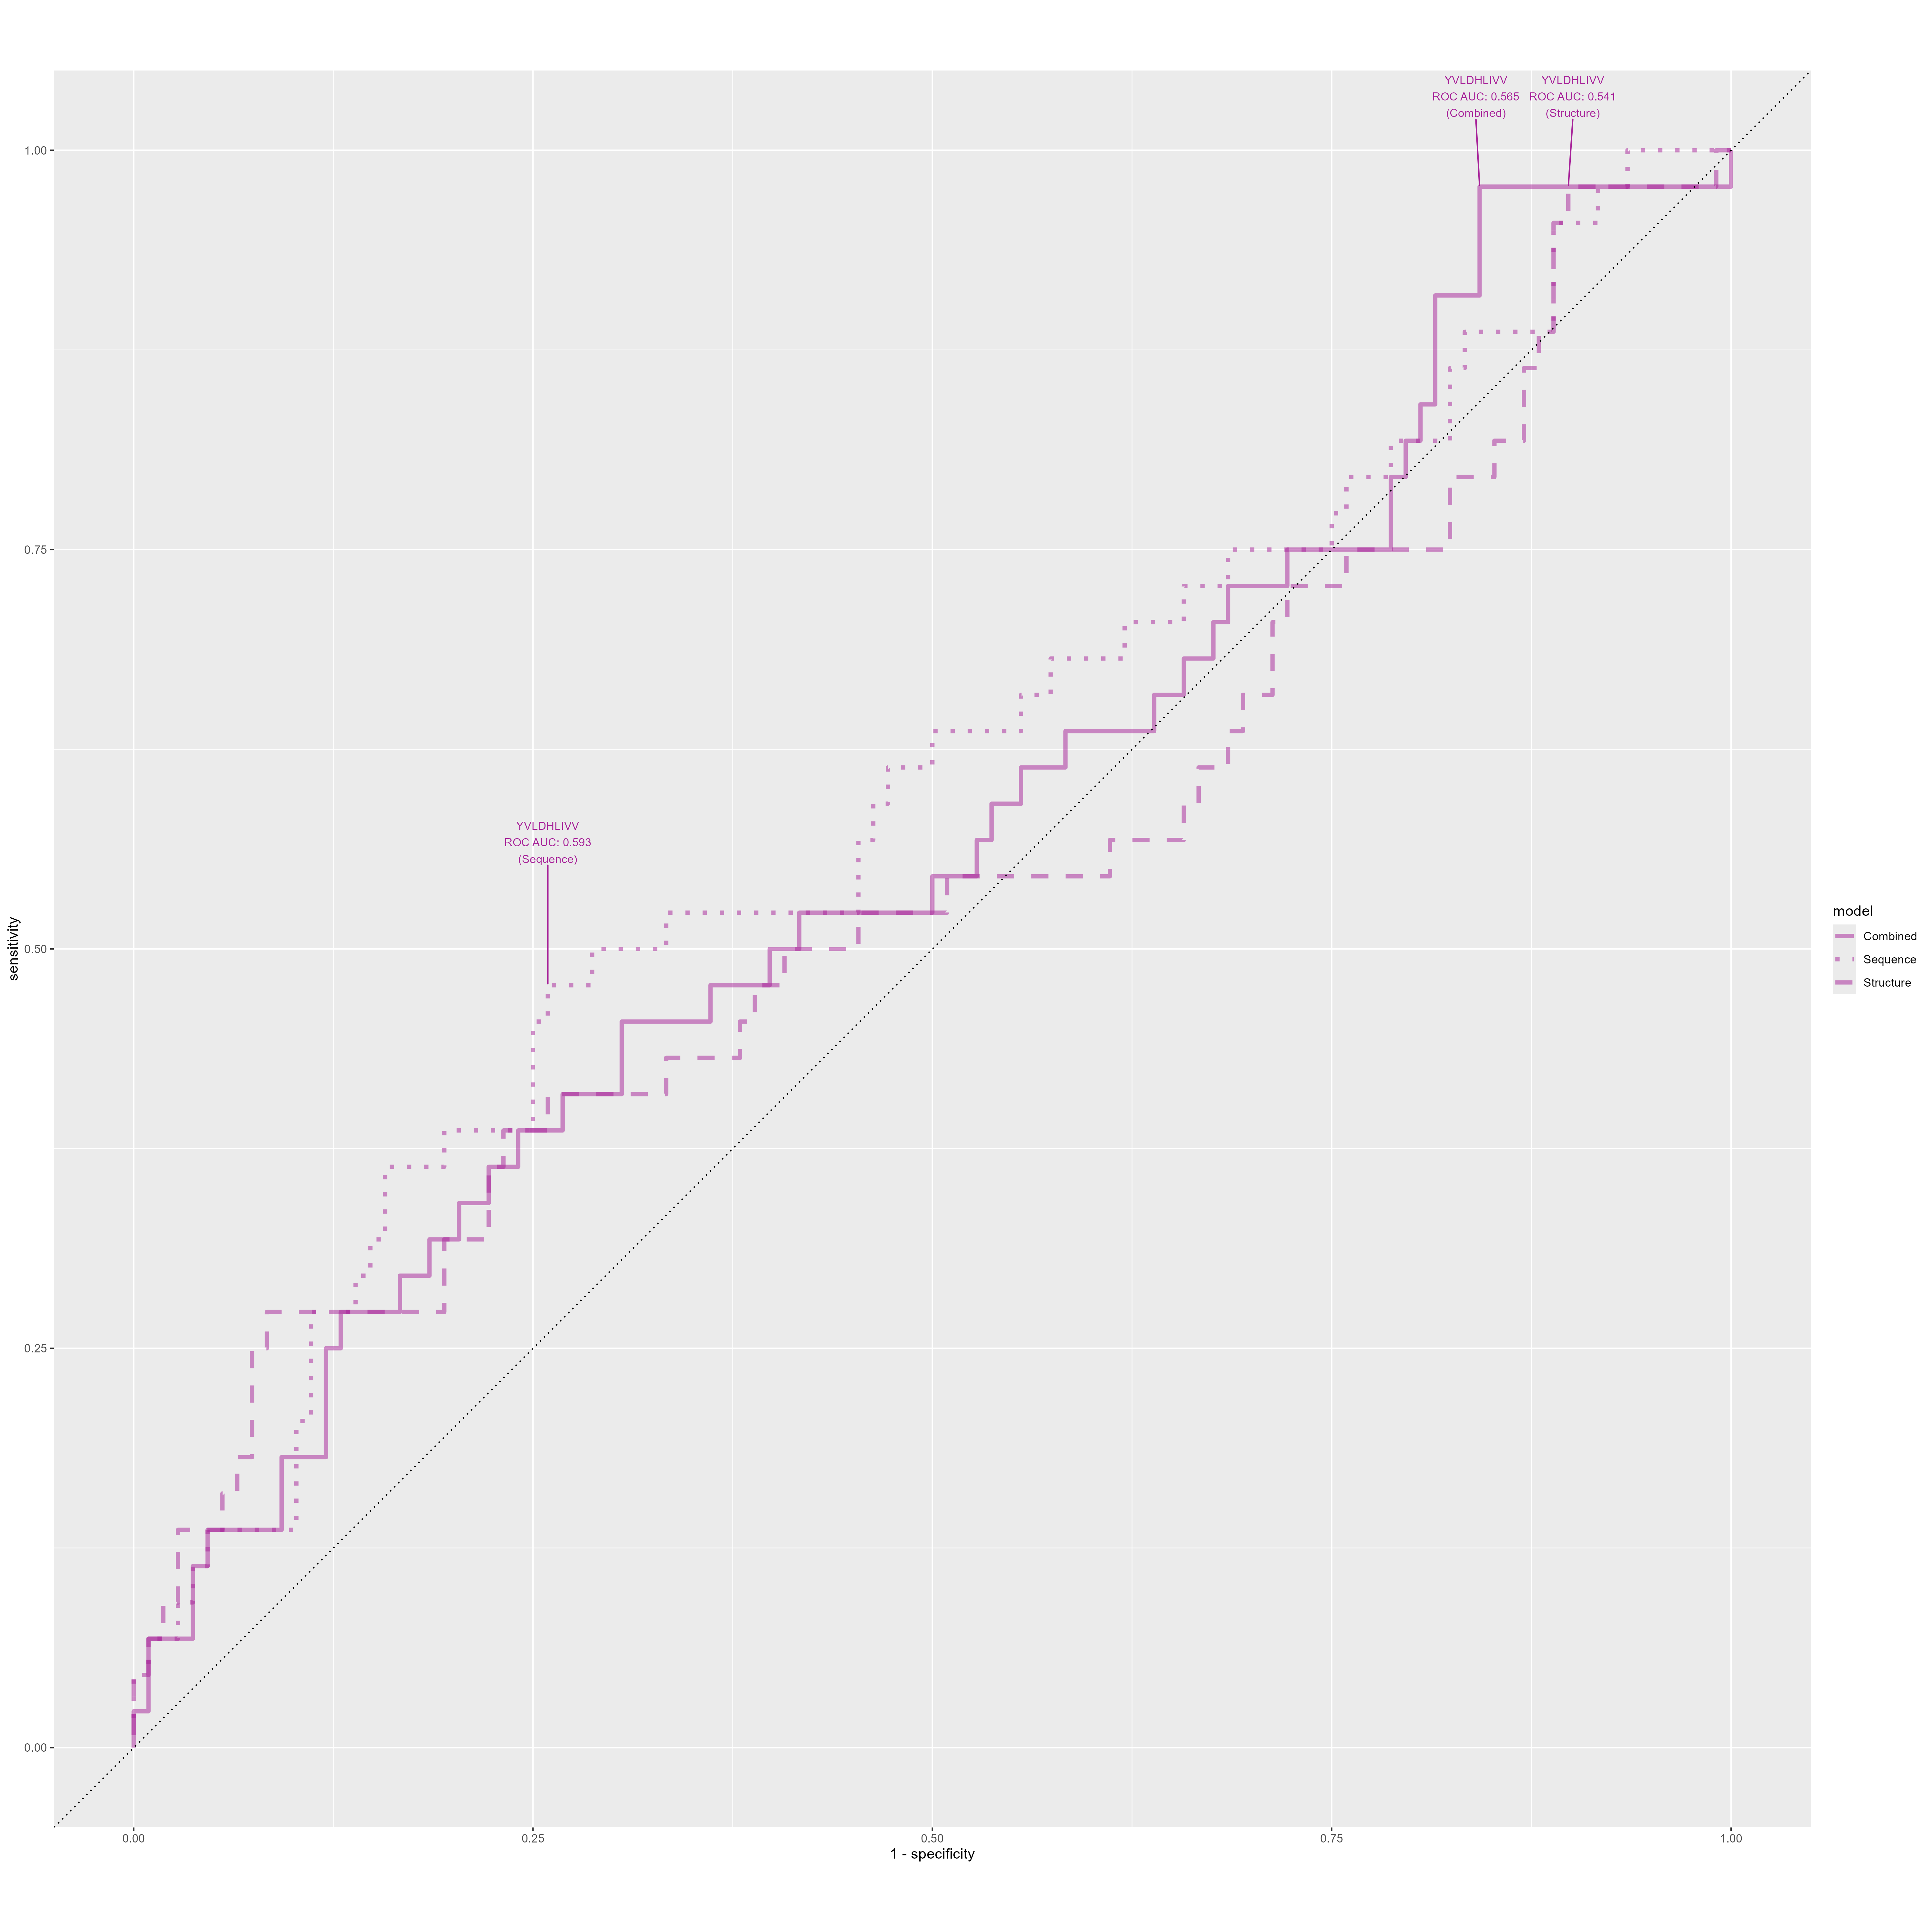 YVLDHLIVV
ROC AUC: 0.565
(Combined)
YVLDHLIVV
ROC AUC: 0.541
(Structure)
YVLDHLIVV
ROC AUC: 0.593
(Sequence)
1.00
0.75
0.50
0.25
0.00
sensitivity
0.00
0.25
0.50
0.75
1.00
1 - specificity
model
Combined
Sequence
Structure